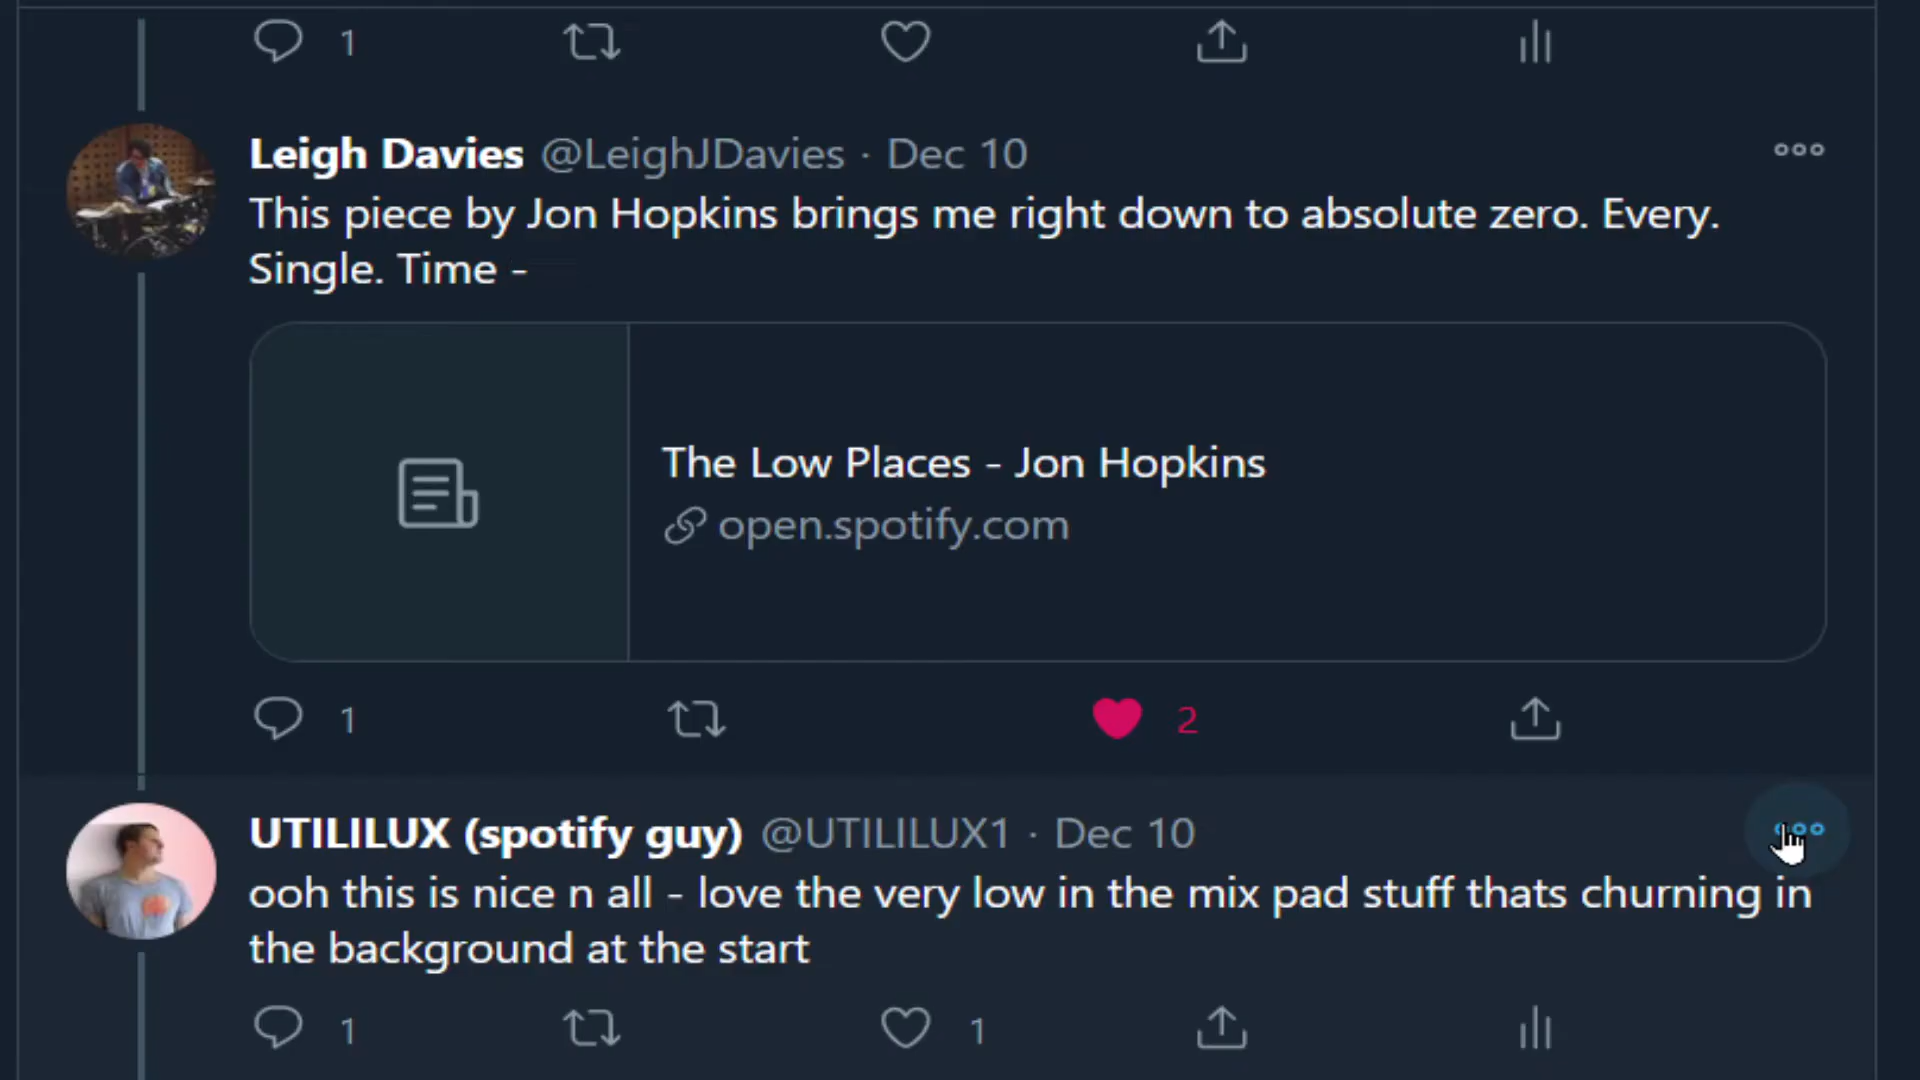 1
Leigh Davies @LeighJDavies · Dec 10
This piece by Jon Hopkins brings me right down to absolute zero. Every.
Single. Time -
The Low Places - Jon Hopkins
open.spotify.com
1 2
UTILILUX (spotify guy) @UTILILUX1 · Dec 10
ooh this is nice n all - love the very low in the mix pad stuff thats churning in
the background at the start
1 1